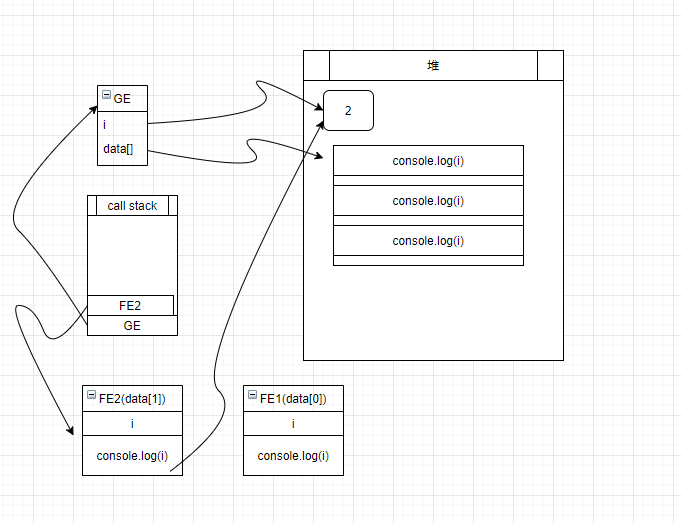 堆
GE
i
data[]
2
console.log(i)
console.log(i)
console.log(i)
call stack
FE2
GE
FE2(data[1])
i
console.log(i)
FE1(data[0])
i
console.log(i)